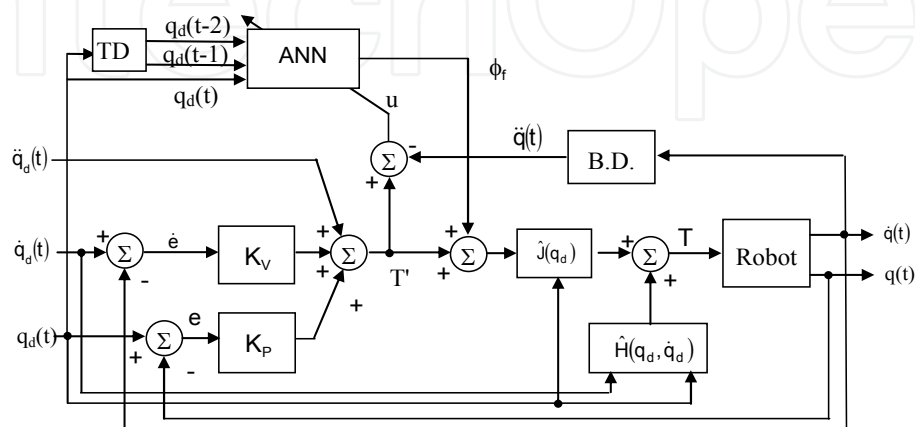 q_d(t-2)
TD
q_d(t-1)
q_d(t)
ANN
ϕ_f
u
q̈_d(t)
Σ
-
+
q̈(t)
B.D.
q̇_d(t)
+
Σ
-
ė
K_V
+
+
+
Σ
T'
+
+
Σ
Ĵ(q_d)
+
Σ
+
T
Robot
q̇(t)
q(t)
q_d(t)
+
Σ
-
e
K_P
Ĥ(q_d, q̇_d)